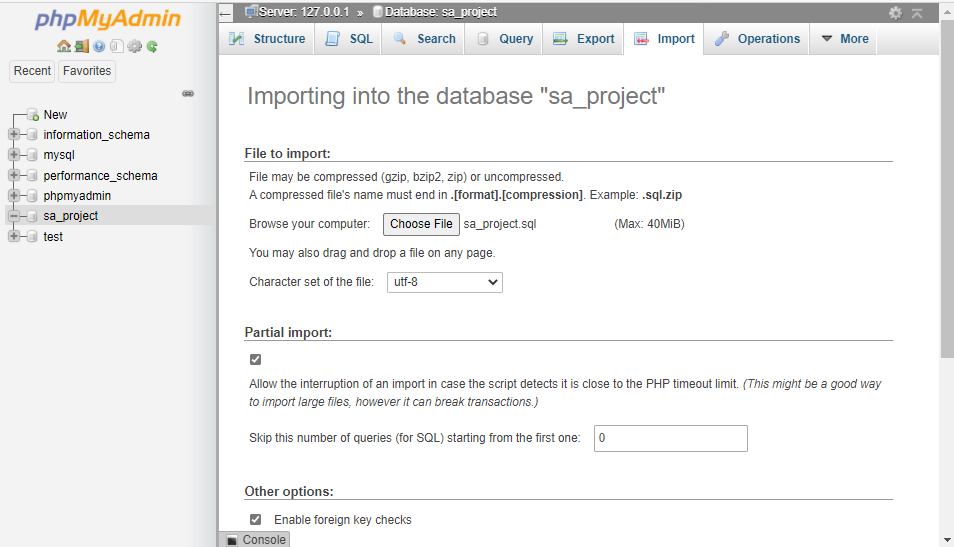 phpMyAdmin
Recent Favorites
New
information_schema
mysql
performance_schema
phpmyadmin
sa_project
test
Server: 127.0.0.1 » Database: sa_project
Structure SQL Search Query Export Import Operations More
Importing into the database "sa_project"
File to import:
File may be compressed (gzip, bzip2, zip) or uncompressed.
A compressed file's name must end in .[format].[compression]. Example: .sql.zip
Browse your computer: Choose File sa_project.sql (Max: 40MiB)
You may also drag and drop a file on any page.
Character set of the file: utf-8
Partial import:
Allow the interruption of an import in case the script detects it is close to the PHP timeout limit. (This might be a good way
to import large files, however it can break transactions.)
Skip this number of queries (for SQL) starting from the first one: 0
Other options:
Enable foreign key checks
Console